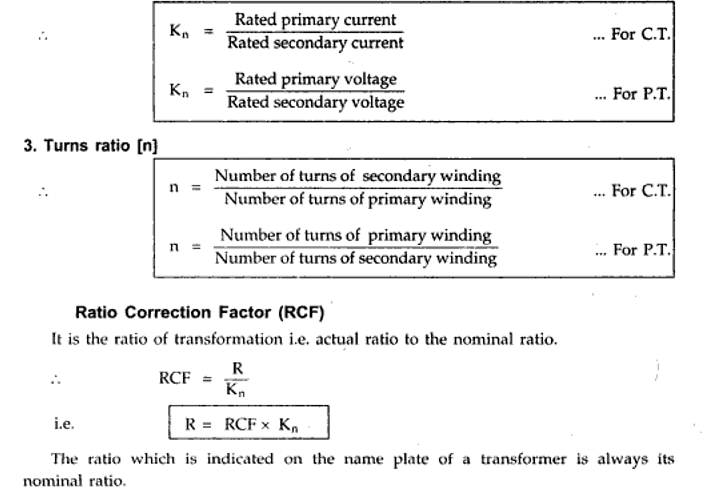 ∴ Kn = Rated primary current / Rated secondary current ... For C.T.
Kn = Rated primary voltage / Rated secondary voltage ... For P.T.
3. Turns ratio [n]
∴ n = Number of turns of secondary winding / Number of turns of primary winding ... For C.T.
n = Number of turns of primary winding / Number of turns of secondary winding ... For P.T.
Ratio Correction Factor (RCF)
It is the ratio of transformation i.e. actual ratio to the nominal ratio.
∴ RCF = R / Kn
i.e. R = RCF × Kn
The ratio which is indicated on the name plate of a transformer is always its
nominal ratio.